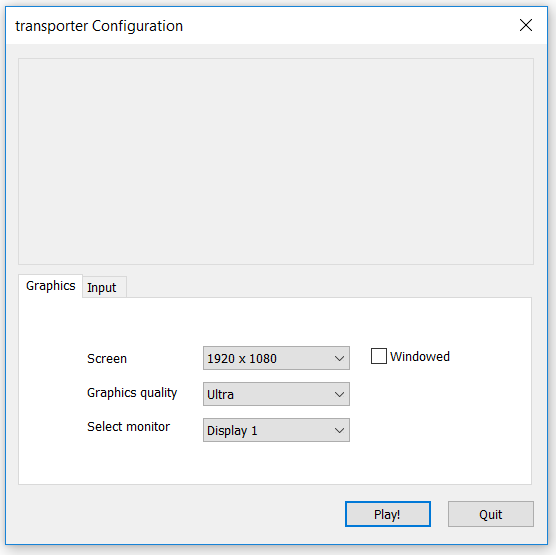 transporter Configuration
Graphics Input
Screen 1920 x 1080 Windowed
Graphics quality Ultra
Select monitor Display 1
Play! Quit